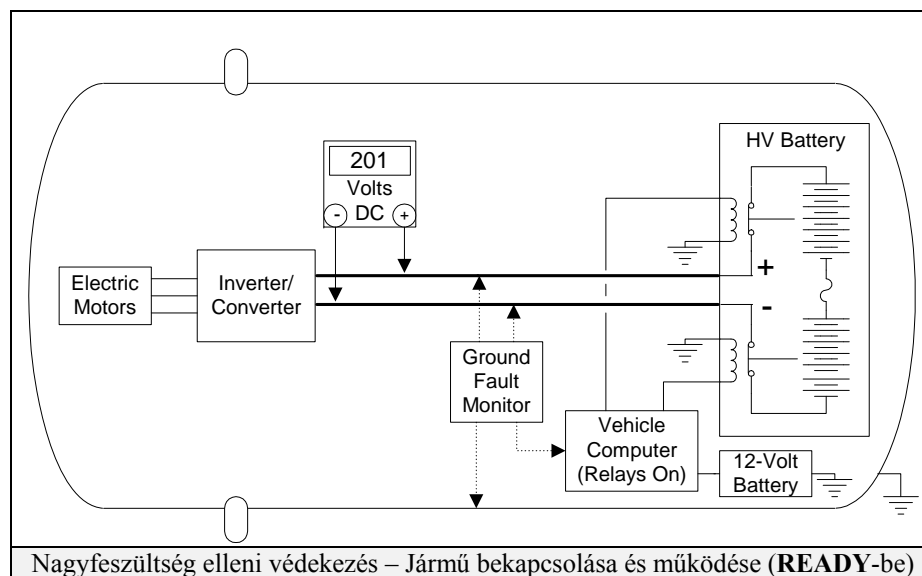 HV Battery
201
Volts
DC
-
+
+
-
Electric
Motors
Inverter/
Converter
Ground
Fault
Monitor
Vehicle
Computer
(Relays On)
12-Volt
Battery
Nagyfeszültség elleni védekezés – Jármű bekapcsolása és működése (READY-be)